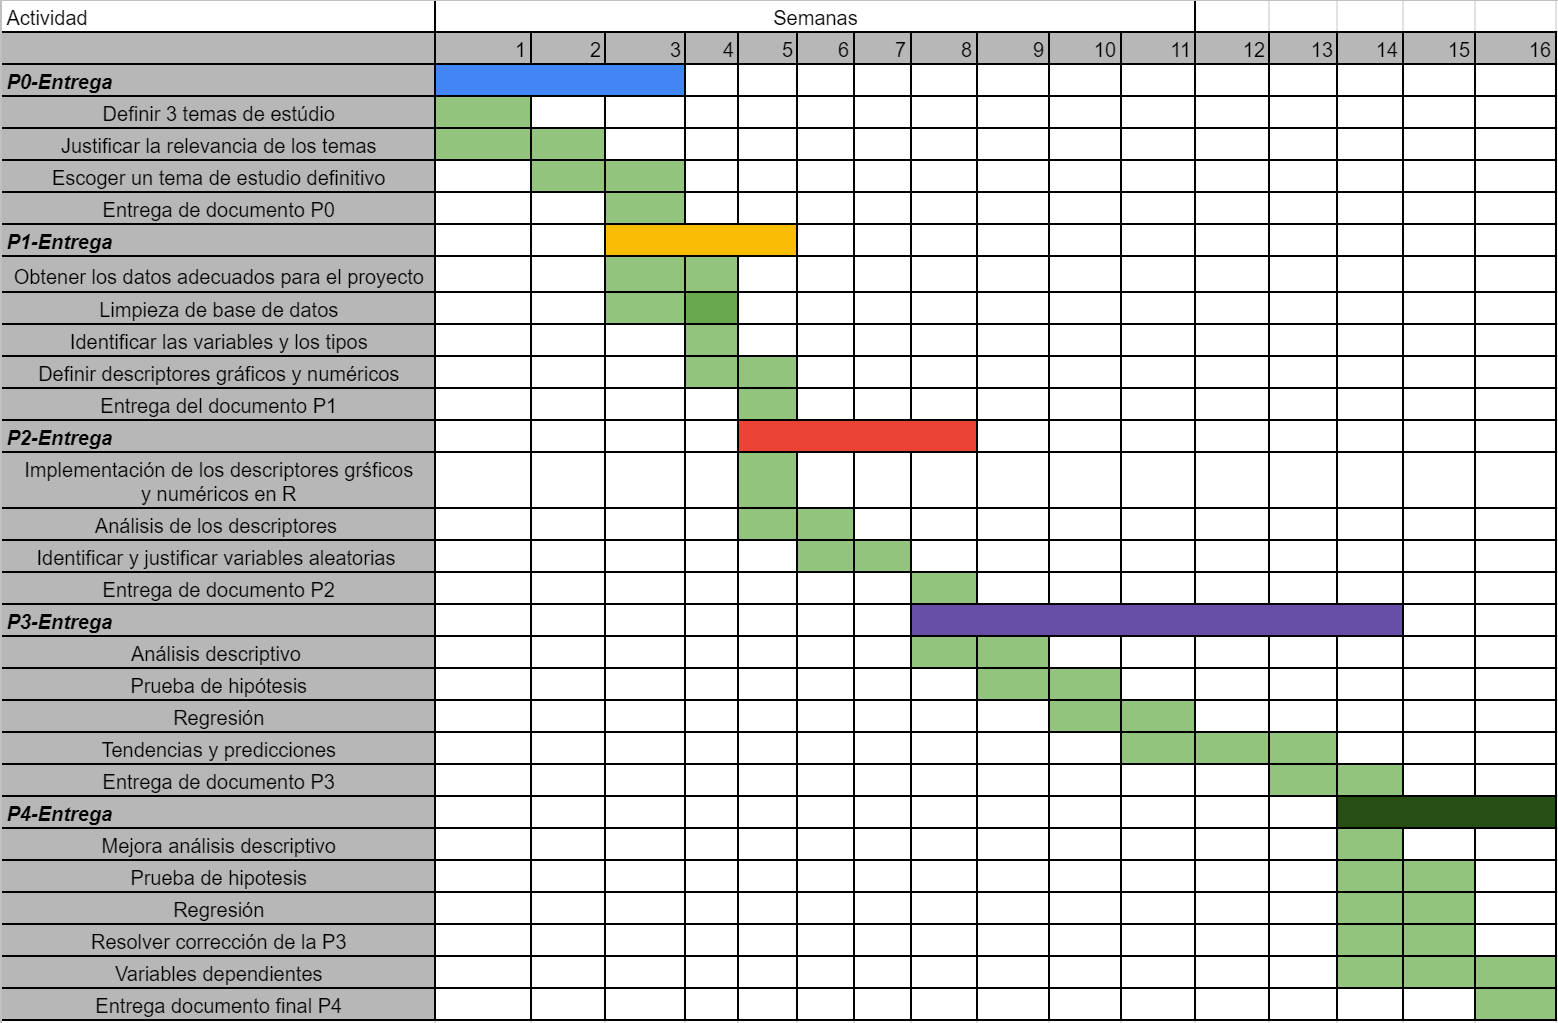 Actividad Semanas
1 2 3 4 5 6 7 8 9 10 11 12 13 14 15 16
P0-Entrega
Definir 3 temas de estúdio
Justificar la relevancia de los temas
Escoger un tema de estudio definitivo
Entrega de documento P0
P1-Entrega
Obtener los datos adecuados para el proyecto
Limpieza de base de datos
Identificar las variables y los tipos
Definir descriptores gráficos y numéricos
Entrega del documento P1
P2-Entrega
Implementación de los descriptores grśficos
y numéricos en R
Análisis de los descriptores
Identificar y justificar variables aleatorias
Entrega de documento P2
P3-Entrega
Análisis descriptivo
Prueba de hipótesis
Regresión
Tendencias y predicciones
Entrega de documento P3
P4-Entrega
Mejora análisis descriptivo
Prueba de hipotesis
Regresión
Resolver corrección de la P3
Variables dependientes
Entrega documento final P4